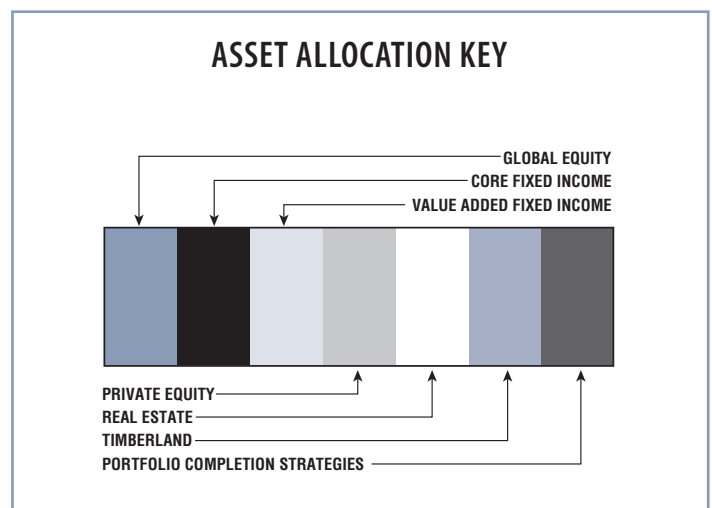 ASSET ALLOCATION KEY
GLOBAL EQUITY
CORE FIXED INCOME
VALUE ADDED FIXED INCOME
PRIVATE EQUITY
REAL ESTATE
TIMBERLAND
PORTFOLIO COMPLETION STRATEGIES